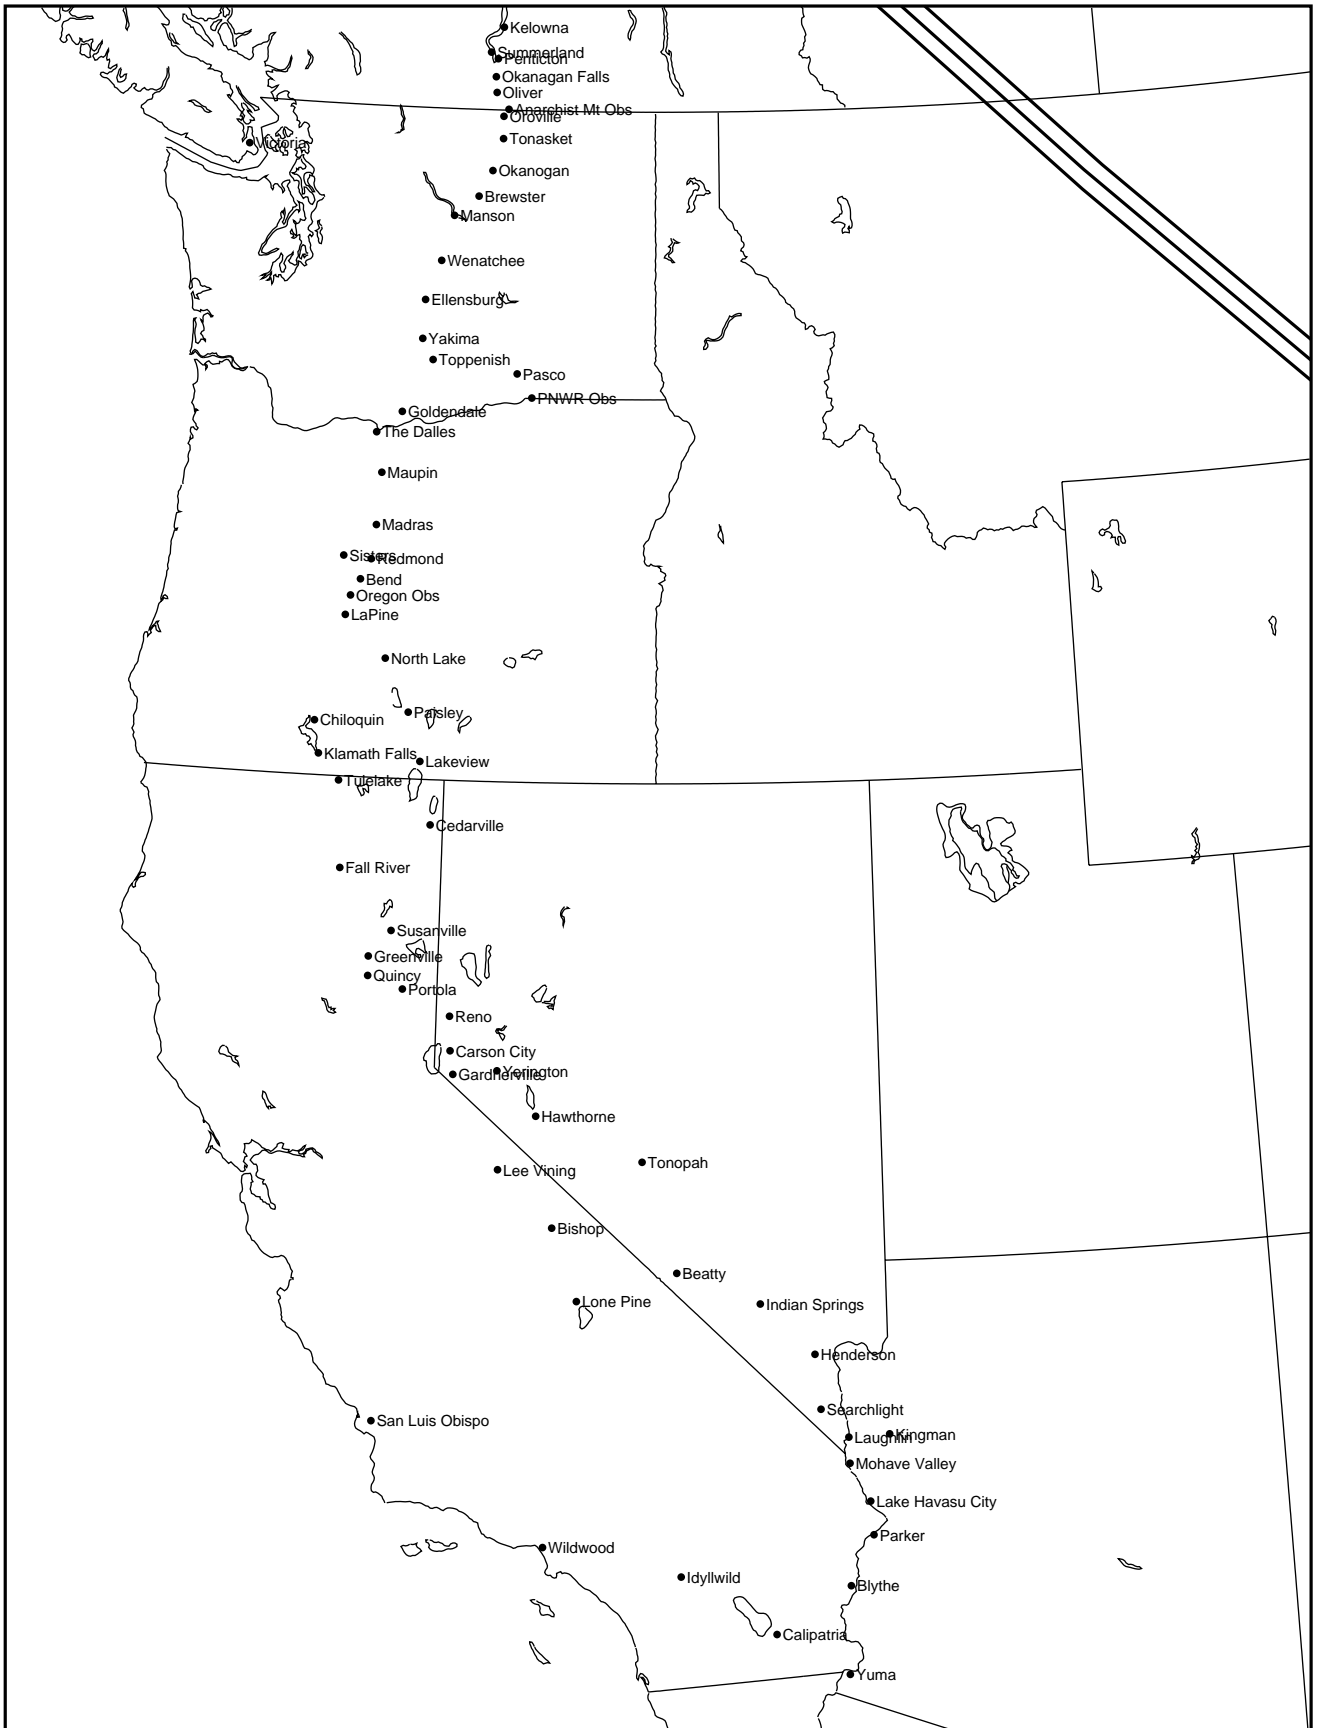 Kelowna
Summerland
Penticton
Okanagan Falls
Oliver
Anarchist Mt Obs
Oroville
Tonasket
Victoria
Okanogan
Brewster
Manson
Wenatchee
Ellensburg
Yakima
Toppenish
Pasco
PNWR Obs
Goldendale
The Dalles
Maupin
Madras
Sisters
Redmond
Bend
Oregon Obs
LaPine
North Lake
Paisley
Chiloquin
Klamath Falls
Lakeview
Tulelake
Cedarville
Fall River
Susanville
Greenville
Quincy
Portola
Reno
Carson City
Yerington
Gardnerville
Hawthorne
Tonopah
Lee Vining
Bishop
Beatty
Lone Pine
Indian Springs
Henderson
Searchlight
San Luis Obispo
Kingman
Laughlin
Mohave Valley
Lake Havasu City
Parker
Wildwood
Idyllwild
Blythe
Calipatria
Yuma